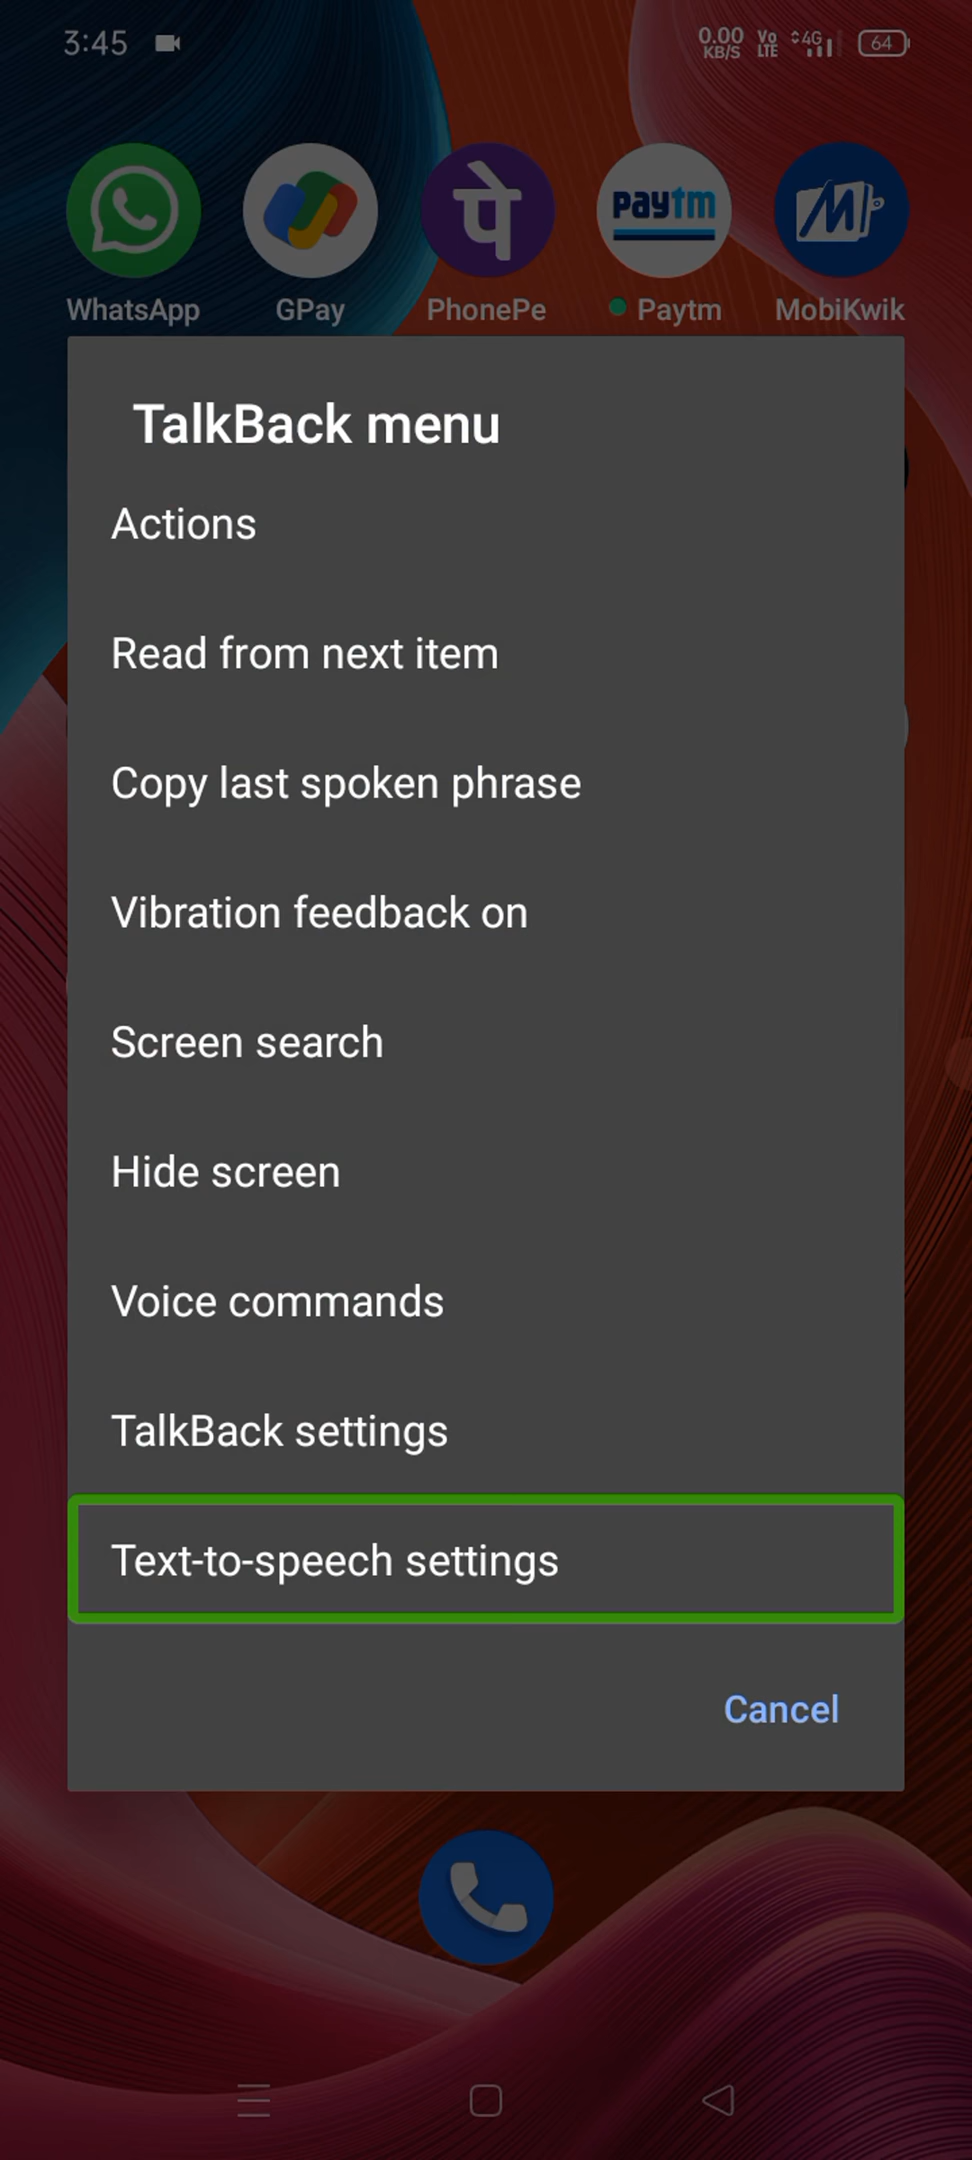 3:45
0.00 KB/S Vo LTE 4G 64
पे
paytm
M
WhatsApp GPay PhonePe Paytm MobiKwik
TalkBack menu
Actions
Read from next item
Copy last spoken phrase
Vibration feedback on
Screen search
Hide screen
Voice commands
TalkBack settings
Text-to-speech settings
Cancel